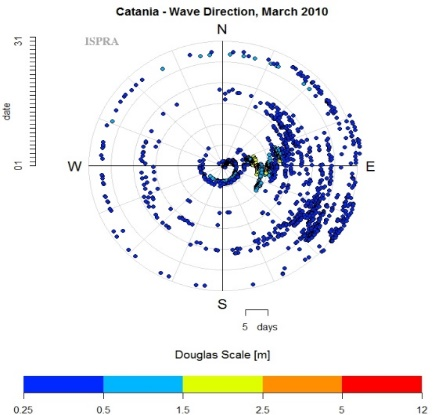 Catania - Wave Direction, March 2010
N
31
ISPRA
date
01
W
E
S
5 days
Douglas Scale [m]
0.25 0.5 1.5 2.5 5 12